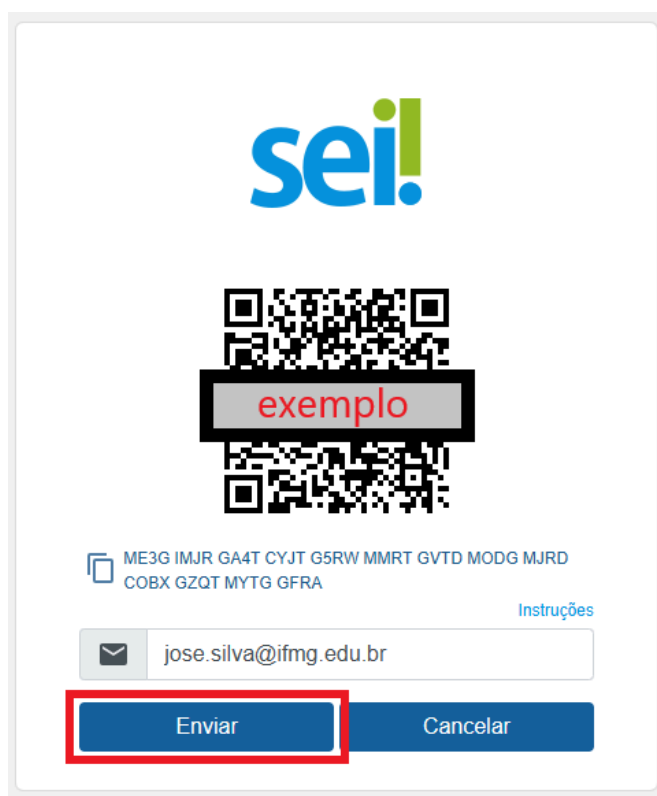 sei!
exemplo
ME3G IMJR GA4T CYJT G5RW MMRT GVTD MODG MJRD
COBX GZQT MYTG GFRA
Instruções
jose.silva@ifmg.edu.br
Enviar
Cancelar